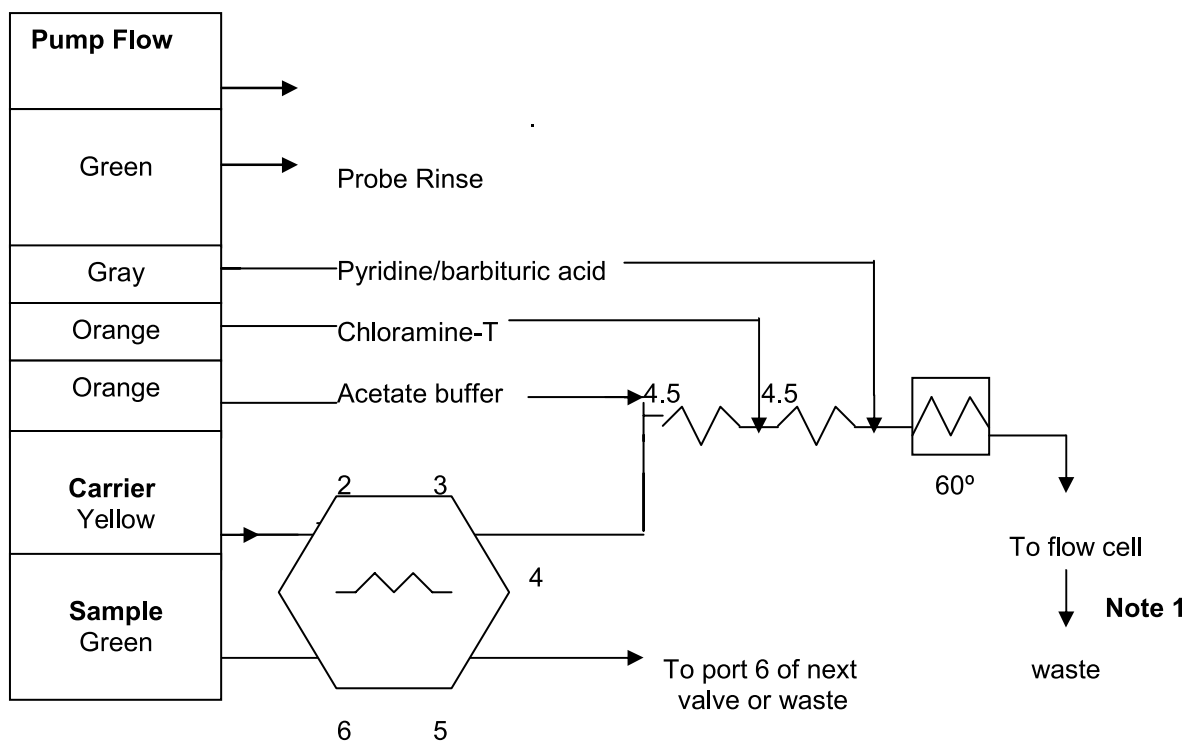 Pump Flow
Green
Probe Rinse
Gray
Pyridine/barbituric acid
Orange
Chloramine-T
Orange
Acetate buffer
4.5
4.5
60º
Carrier
Yellow
2
3
4
To flow cell
Note 1
waste
Sample
Green
To port 6 of next
valve or waste
6
5